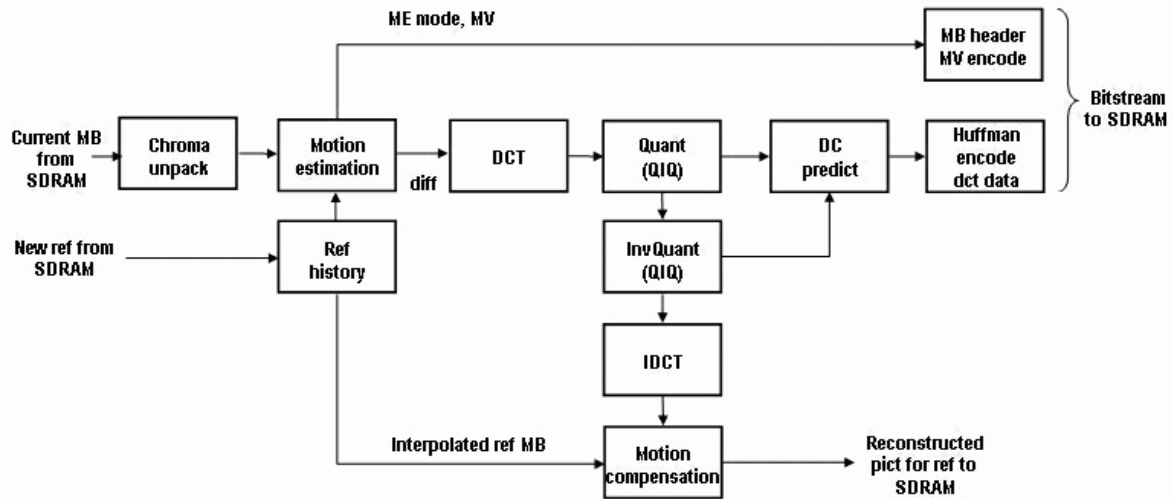 ME mode, MV
MB header
MV encode
Bitstream
to SDRAM
Current MB
from
SDRAM
Chroma
unpack
Motion
estimation
diff
DCT
Quant
(QIQ)
DC
predict
Huffman
encode
dct data
New ref from
SDRAM
Ref
history
Inv Quant
(QIQ)
IDCT
Interpolated ref MB
Motion
compensation
Reconstructed
pict for ref to
SDRAM